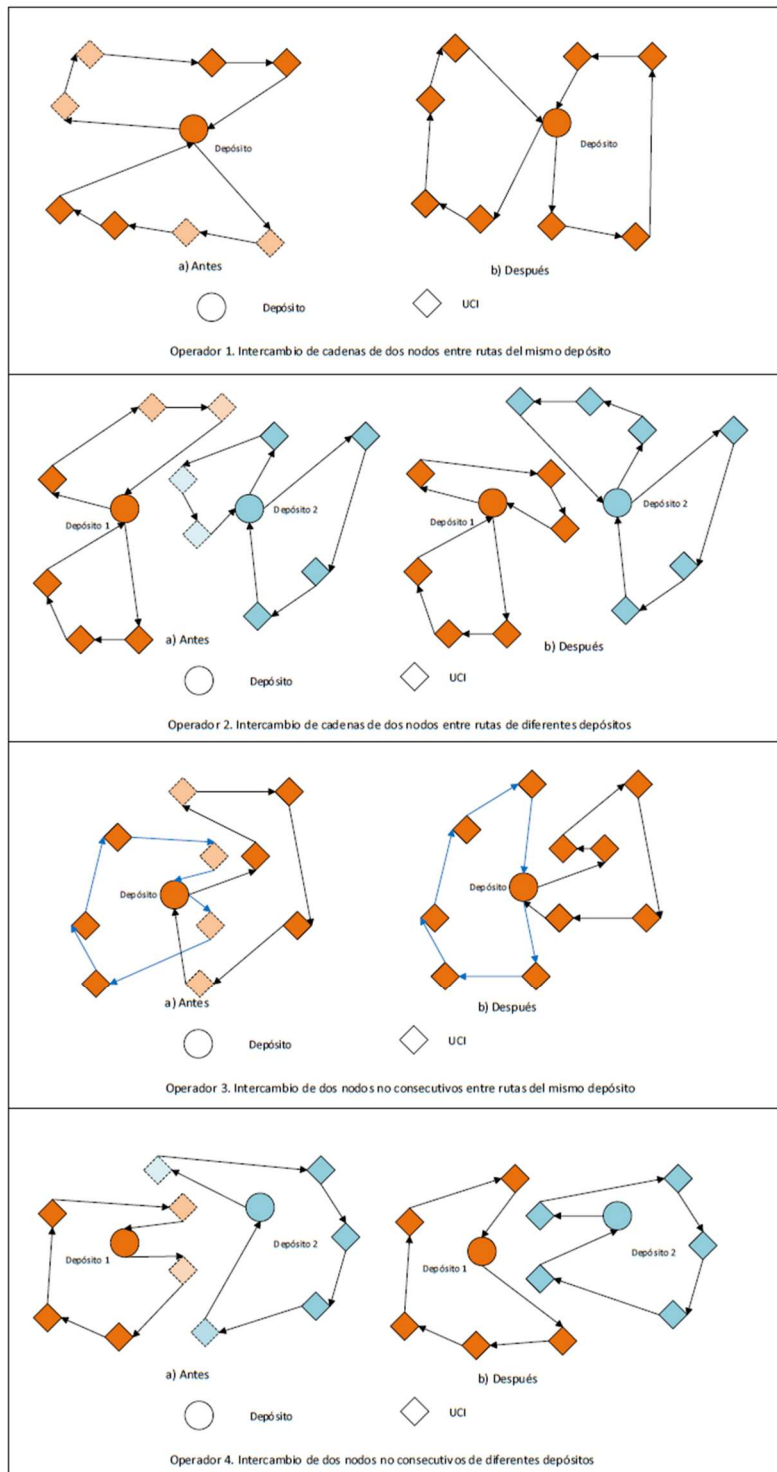 Depósito
Depósito
a) Antes
b) Después
Depósito
UCI
Operador 1. Intercambio de cadenas de dos nodos entre rutas del mismo depósito
Depósito 1
Depósito 2
Depósito 1
Depósito 2
a) Antes
b) Después
Depósito
UCI
Operador 2. Intercambio de cadenas de dos nodos entre rutas de diferentes depósitos
Depósito
Depósito
a) Antes
b) Después
Depósito
UCI
Operador 3. Intercambio de dos nodos no consecutivos entre rutas del mismo depósito
Depósito 1
Depósito 2
Depósito 1
Depósito 2
a) Antes
b) Después
Depósito
UCI
Operador 4. Intercambio de dos nodos no consecutivos de diferentes depósitos